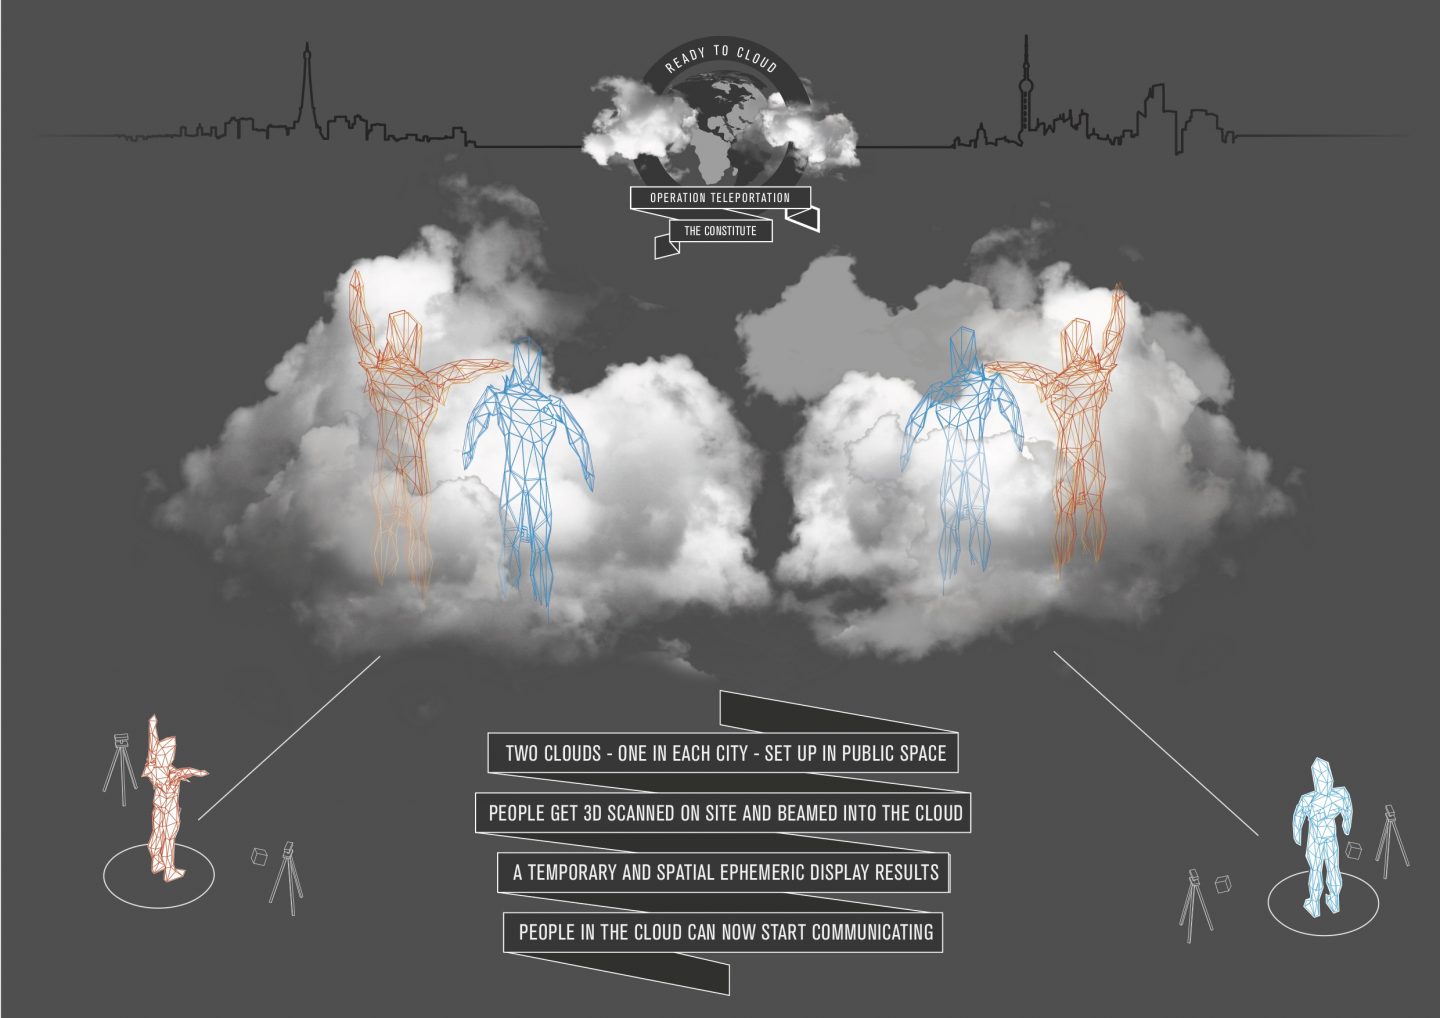 READY TO CLOUD
OPERATION TELEPORTATION
THE CONSTITUTE
TWO CLOUDS - ONE IN EACH CITY - SET UP IN PUBLIC SPACE
PEOPLE GET 3D SCANNED ON SITE AND BEAMED INTO THE CLOUD
A TEMPORARY AND SPATIAL EPHEMERIC DISPLAY RESULTS
PEOPLE IN THE CLOUD CAN NOW START COMMUNICATING